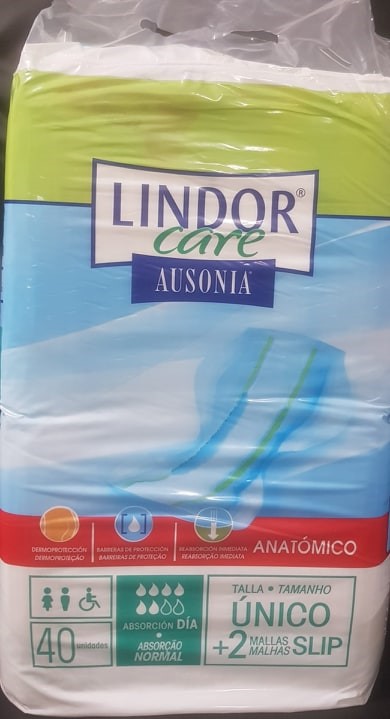 LINDOR®
care
AUSONIA
DERMOPROTECCIÓN
DERMOPROTEÇÃO
BARRERAS DE PROTECCIÓN
BARREIRAS DE PROTEÇÃO
REABSORCIÓN INMEDIATA
REABSORÇÃO IMEDIATA
ANATÓMICO
40 unidades
ABSORCIÓN DÍA
ABSORÇÃO
NORMAL
TALLA • TAMANHO
ÚNICO
+2 MALLAS
MALHAS SLIP